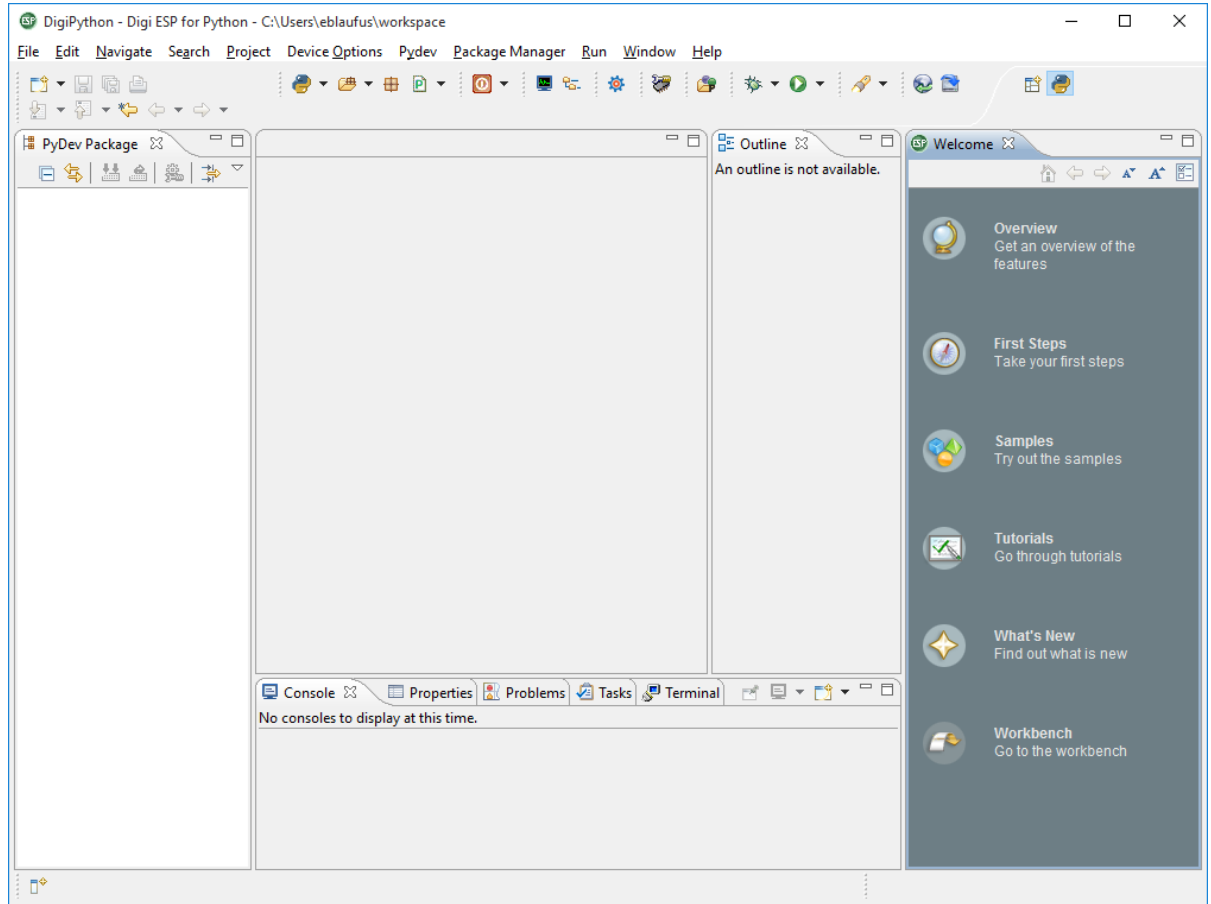 DigiPython - Digi ESP for Python - C:\Users\eblaufus\workspace
File Edit Navigate Search Project Device Options Pydev Package Manager Run Window Help
PyDev Package
Outline
Welcome
An outline is not available.
Overview
Get an overview of the
features
First Steps
Take your first steps
Samples
Try out the samples
Tutorials
Go through tutorials
What's New
Find out what is new
Workbench
Go to the workbench
Console Properties Problems Tasks Terminal
No consoles to display at this time.